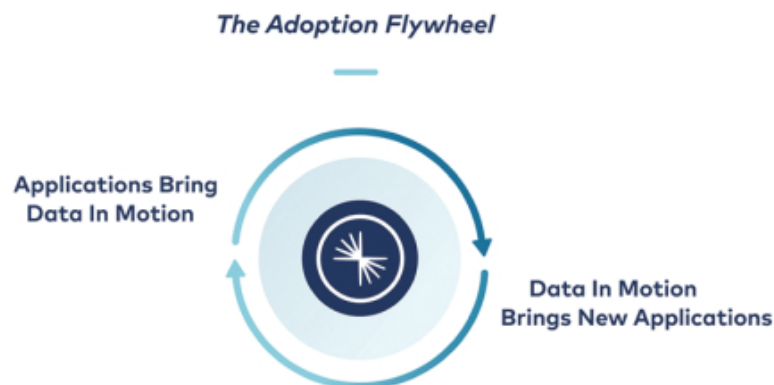 The Adoption Flywheel
Applications Bring
Data In Motion
Data In Motion
Brings New Applications